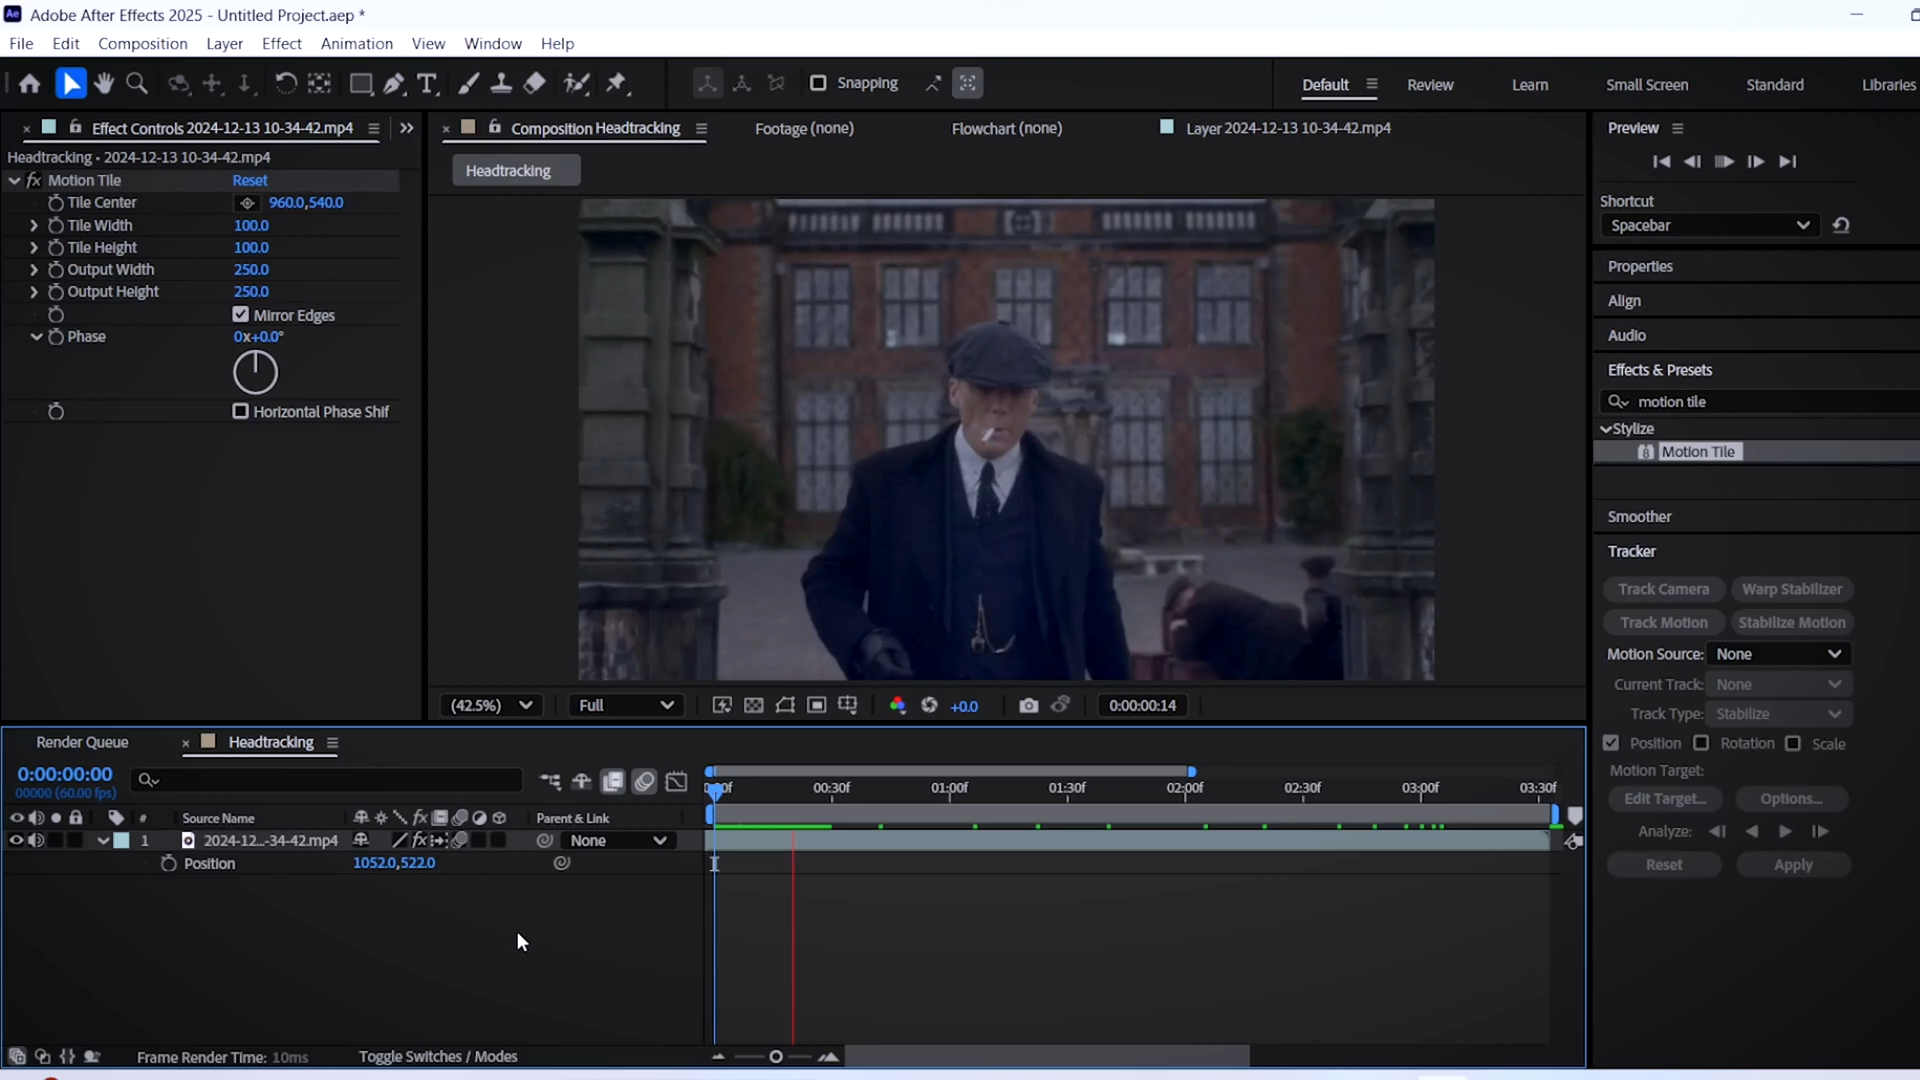 Ae Adobe After Effects 2025 - Untitled Project.aep *
File Edit Composition Layer Effect Animation View Window Help
Snapping
Default Review Learn Small Screen Standard Libraries
Effect Controls 2024-12-13 10-34-42.mp4
Headtracking • 2024-12-13 10-34-42.mp4
fx Motion Tile Reset
Tile Center 960.0,540.0
Tile Width 100.0
Tile Height 100.0
Output Width 250.0
Output Height 250.0
Mirror Edges
Phase 0x+0.0°
Horizontal Phase Shif
Composition Headtracking Footage (none) Flowchart (none) Layer 2024-12-13 10-34-42.mp4
Headtracking
(42.5%) Full +0.0 0:00:00:14
Preview
Shortcut
Spacebar
Properties
Align
Audio
Effects & Presets
motion tile
Stylize
Motion Tile
Smoother
Tracker
Track Camera Warp Stabilizer
Track Motion Stabilize Motion
Motion Source: None
Current Track: None
Track Type: Stabilize
Position Rotation Scale
Motion Target:
Edit Target... Options...
Analyze:
Reset Apply
Render Queue Headtracking
0:00:00:00
00000 (60.00 fps)
00:30f 01:00f 01:30f 02:00f 02:30f 03:00f 03:30f
# Source Name fx Parent & Link
1 2024-12...-34-42.mp4 fx None
Position 1052.0,522.0
Frame Render Time: 10ms Toggle Switches / Modes